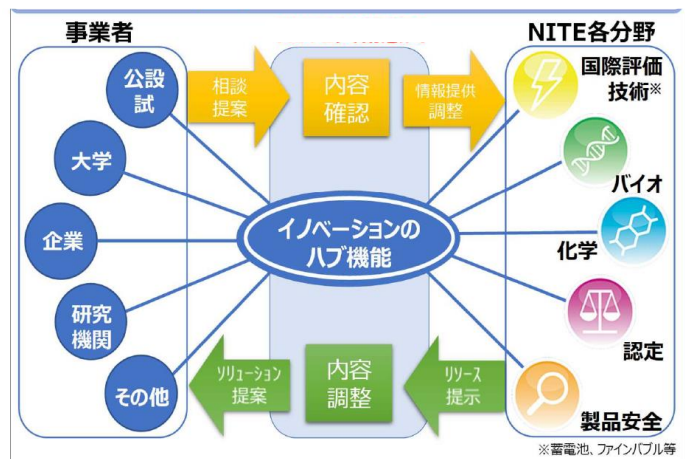 事業者
NITE各分野
公設
試
大学
企業
研究
機関
その他
相談
提案
内容
確認
情報提供
調整
イノベーションの
ハブ機能
ソリューション
提案
内容
調整
リソース
提示
国際評価
技術※
バイオ
化学
認定
製品安全
※蓄電池、ファインバブル等